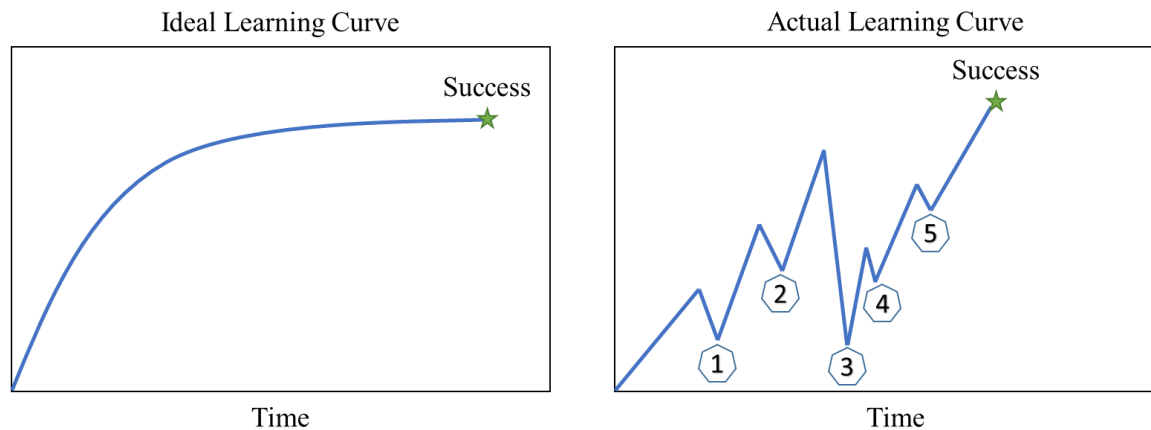 Ideal Learning Curve
Success
Time
Actual Learning Curve
Success
1
2
3
4
5
Time